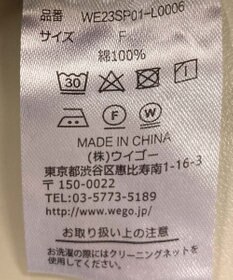 品番 WE23SP01-L0006
サイズ F
綿100%
30
P
F
W
MADE IN CHINA
(株)ウイゴー
東京都渋谷区恵比寿南1-16-3
〒150-0022
TEL:03-5773-5189
http://www.wego.jp/
お取り扱い上の注意
お洗濯の際にはクリーニングネットを
使用してください。